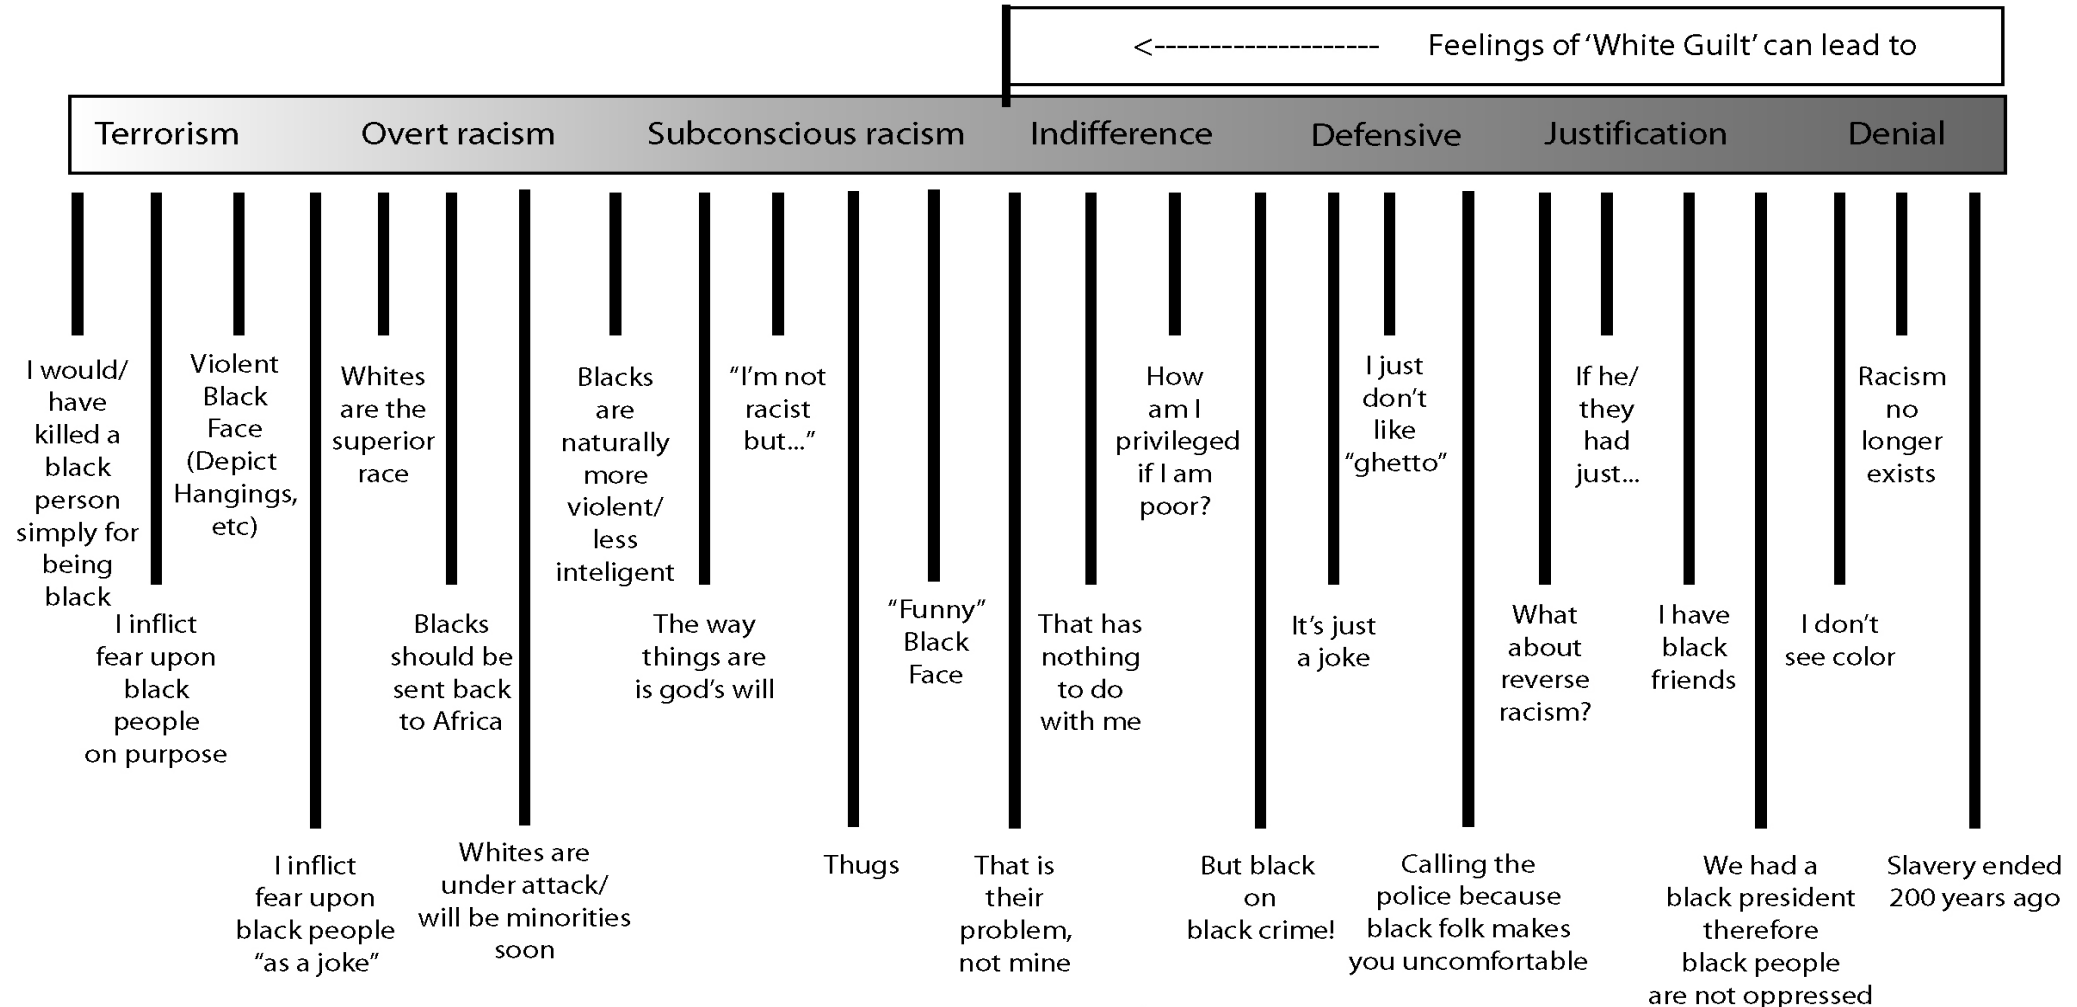 <-------------------- Feelings of ‘White Guilt’ can lead to
Terrorism Overt racism Subconscious racism Indifference Defensive Justification Denial
I would/
have
killed a
black
person
simply for
being
black
I inflict
fear upon
black
people
on purpose
Violent
Black
Face
(Depict
Hangings,
etc)
I inflict
fear upon
black people
“as a joke”
Whites
are the
superior
race
Blacks
should be
sent back
to Africa
Whites are
under attack/
will be minorities
soon
Blacks
are
naturally
more
violent/
less
inteligent
The way
things are
is god’s will
“I’m not
racist
but...”
Thugs
“Funny”
Black
Face
That is
their
problem,
not mine
That has
nothing
to do
with me
How
am I
privileged
if I am
poor?
But black
on
black crime!
It’s just
a joke
I just
don’t
like
“ghetto”
Calling the
police because
black folk makes
you uncomfortable
What
about
reverse
racism?
If he/
they
had
just...
I have
black
friends
We had a
black president
therefore
black people
are not oppressed
I don’t
see color
Racism
no
longer
exists
Slavery ended
200 years ago